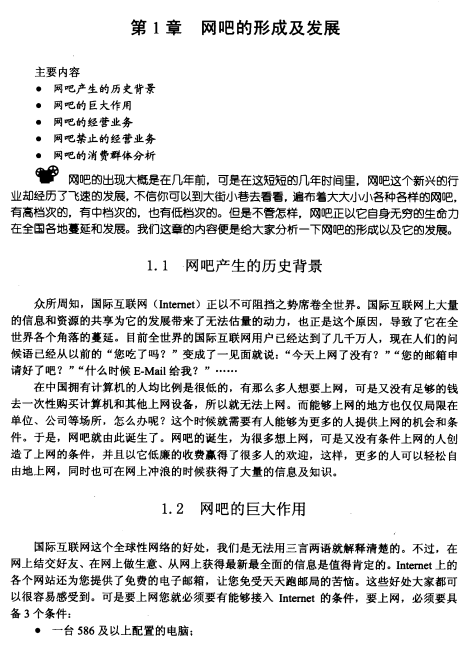 第1章 网吧的形成及发展
主要内容
● 网吧产生的历史背景
● 网吧的巨大作用
● 网吧的经营业务
● 网吧禁止的经营业务
● 网吧的消费群体分析
网吧的出现大概是在几年前，可是在这短短的几年时间里，网吧这个新兴的行
业却经历了飞速的发展，不信你可以到大街小巷去看看，遍布着大大小小各种各样的网吧，
有高档次的，有中档次的，也有低档次的。但是不管怎样，网吧正以它自身无穷的生命力
在全国各地蔓延和发展。我们这章的内容便是给大家分析一下网吧的形成以及它的发展。
1.1 网吧产生的历史背景
众所周知，国际互联网（Internet）正以不可阻挡之势席卷全世界。国际互联网上大量
的信息和资源的共享为它的发展带来了无法估量的动力，也正是这个原因，导致了它在全
世界各个角落的蔓延。目前全世界的国际互联网用户已经达到了几千万人，现在人们的问
候语已经从以前的“您吃了吗？”变成了一见面就说：“今天上网了没有？”“您的邮箱申
请好了吧？”“什么时候 E-Mail 给我？”……
在中国拥有计算机的人均比例是很低的，有那么多人想要上网，可是又没有足够的钱
去一次性购买计算机和其他上网设备，所以就无法上网。而能够上网的地方也仅仅局限在
单位、公司等场所，怎么办呢？这个时候就需要有人能够为更多的人提供上网的机会和条
件。于是，网吧就由此诞生了。网吧的诞生，为很多想上网，可是又没有条件上网的人创
造了上网的条件，并且以它低廉的收费赢得了很多人的欢迎，这样，更多的人可以轻松自
由地上网，同时也可在网上冲浪的时候获得了大量的信息及知识。
1.2 网吧的巨大作用
国际互联网这个全球性网络的好处，我们是无法用三言两语就解释清楚的。不过，在
网上结交好友、在网上做生意、从网上获得最新最全面的信息是值得肯定的。Internet 上的
各个网站还为您提供了免费的电子邮箱，让您免受天天跑邮局的苦恼。这些好处大家都可
以很容易感受到。可是要上网您就必须要有能够接入 Internet 的条件，要上网，必须要具
备 3 个条件：
● 一台 586 及以上配置的电脑；